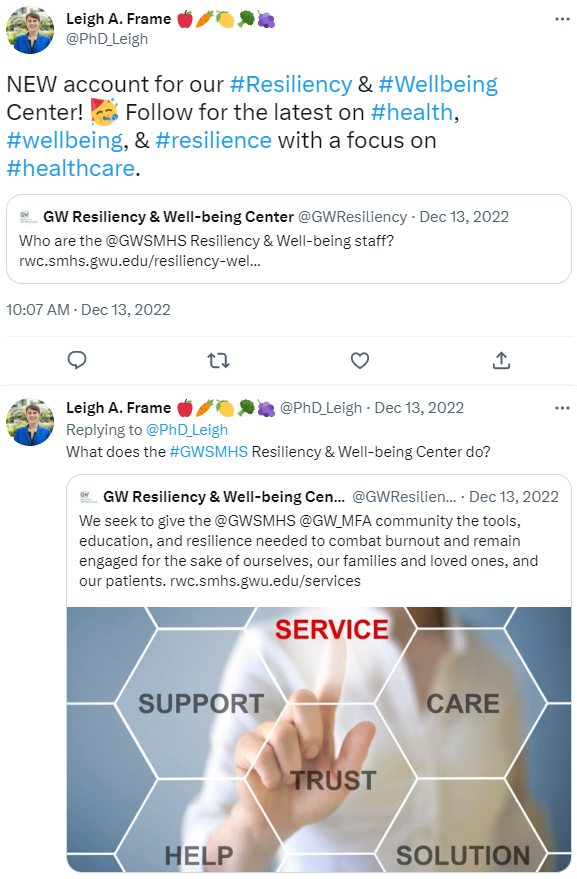 Leigh A. Frame 🍎🥕🍋🥦🍇
@PhD_Leigh
NEW account for our #Resiliency & #Wellbeing
Center! 🥳 Follow for the latest on #health,
#wellbeing, & #resilience with a focus on
#healthcare.
GW Resiliency & Well-being Center @GWResiliency · Dec 13, 2022
Who are the @GWSMHS Resiliency & Well-being staff?
rwc.smhs.gwu.edu/resiliency-wel...
10:07 AM · Dec 13, 2022
Leigh A. Frame 🍎🥕🍋🥦🍇 @PhD_Leigh · Dec 13, 2022
Replying to @PhD_Leigh
What does the #GWSMHS Resiliency & Well-being Center do?
GW Resiliency & Well-being Cen... @GWResilien... · Dec 13, 2022
We seek to give the @GWSMHS @GW_MFA community the tools,
education, and resilience needed to combat burnout and remain
engaged for the sake of ourselves, our families and loved ones, and
our patients. rwc.smhs.gwu.edu/services
SERVICE
SUPPORT
CARE
TRUST
HELP
SOLUTION